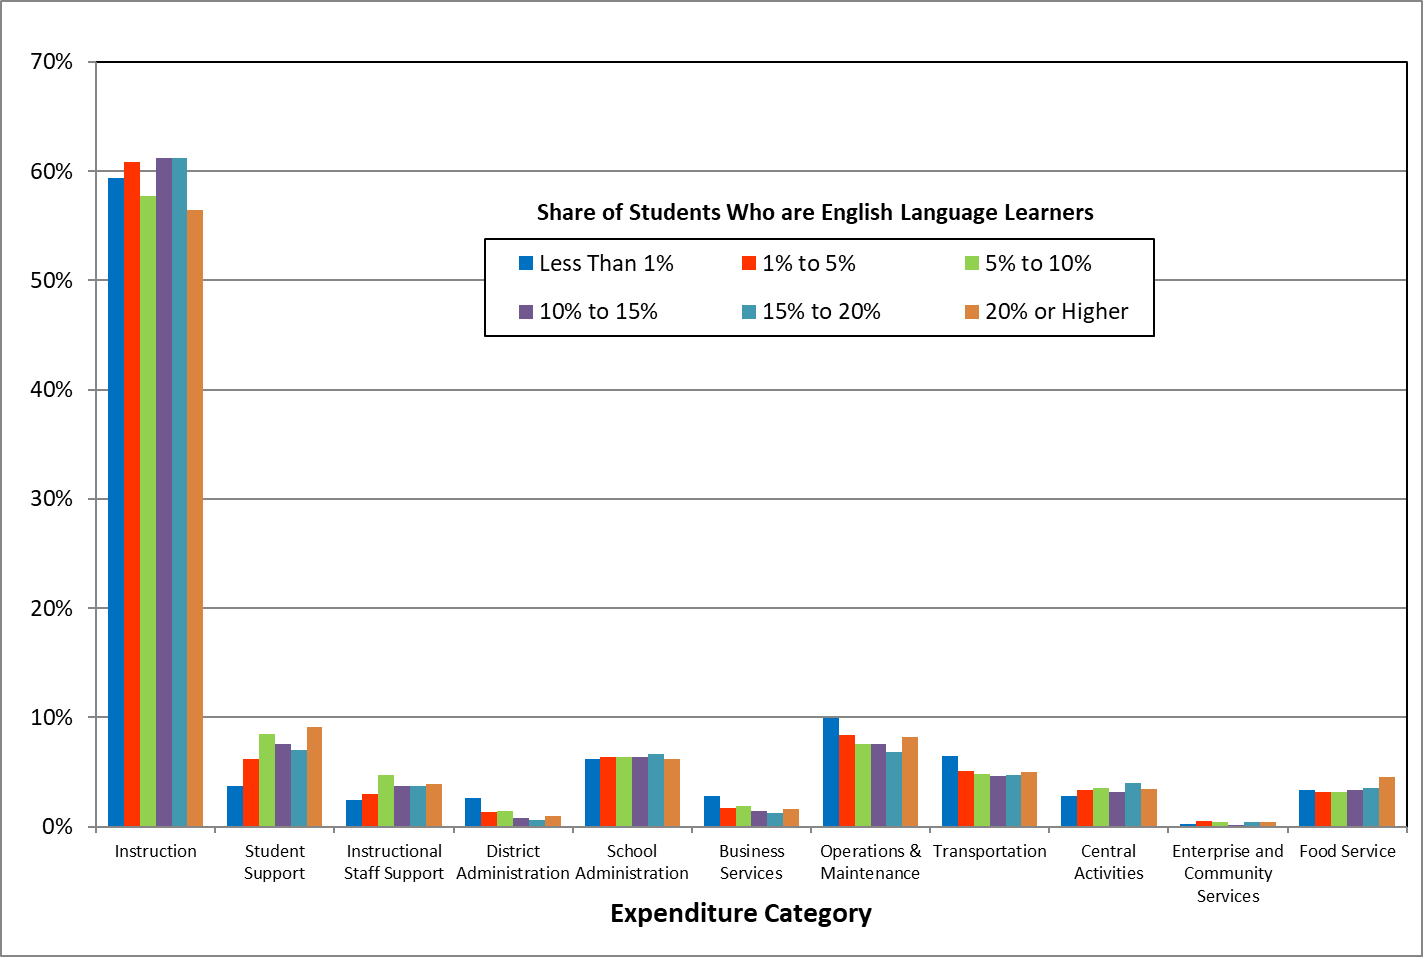 70%
60%
50%
40%
30%
20%
10%
0%
Share of Students Who are English Language Learners
Less Than 1%
1% to 5%
5% to 10%
10% to 15%
15% to 20%
20% or Higher
Instruction
Student
Support
Instructional
Staff Support
District
Administration
School
Administration
Business
Services
Operations &
Maintenance
Transportation
Central
Activities
Enterprise and
Community
Services
Food Service
Expenditure Category